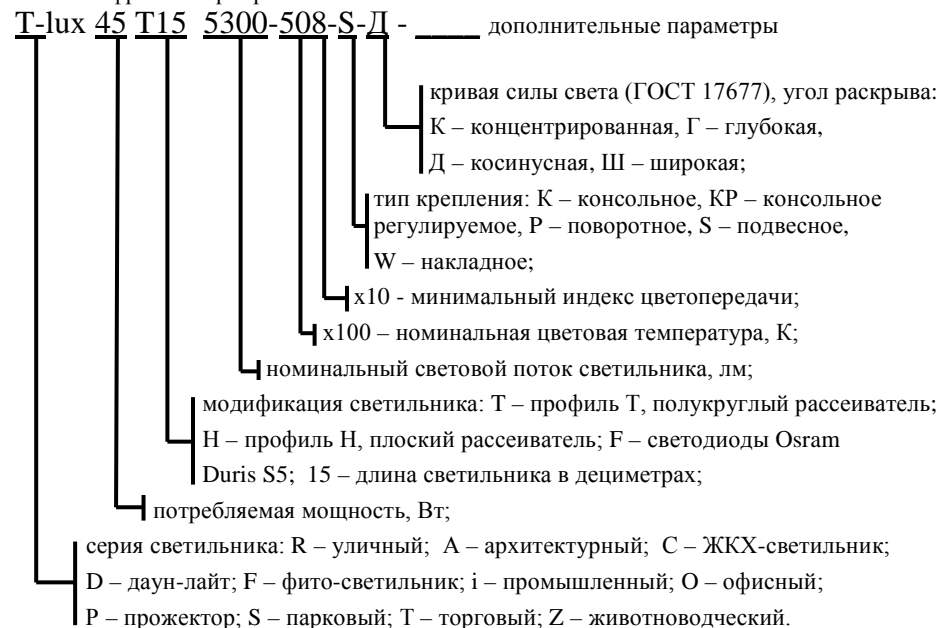 T-lux 45 T15 5300-508-S-Д - _____ дополнительные параметры
кривая силы света (ГОСТ 17677), угол раскрыва:
К – концентрированная, Г – глубокая,
Д – косинусная, Ш – широкая;
тип крепления: К – консольное, КР – консольное
регулируемое, Р – поворотное, S – подвесное,
W – накладное;
х10 - минимальный индекс цветопередачи;
х100 – номинальная цветовая температура, К;
номинальный световой поток светильника, лм;
модификация светильника: Т – профиль Т, полукруглый рассеиватель;
Н – профиль Н, плоский рассеиватель; F – светодиоды Osram
Duris S5; 15 – длина светильника в дециметрах;
потребляемая мощность, Вт;
серия светильника: R – уличный; А – архитектурный; С – ЖКХ-светильник;
D – даун-лайт; F – фито-светильник; i – промышленный; О – офисный;
Р – прожектор; S – парковый; Т – торговый; Z – животноводческий.